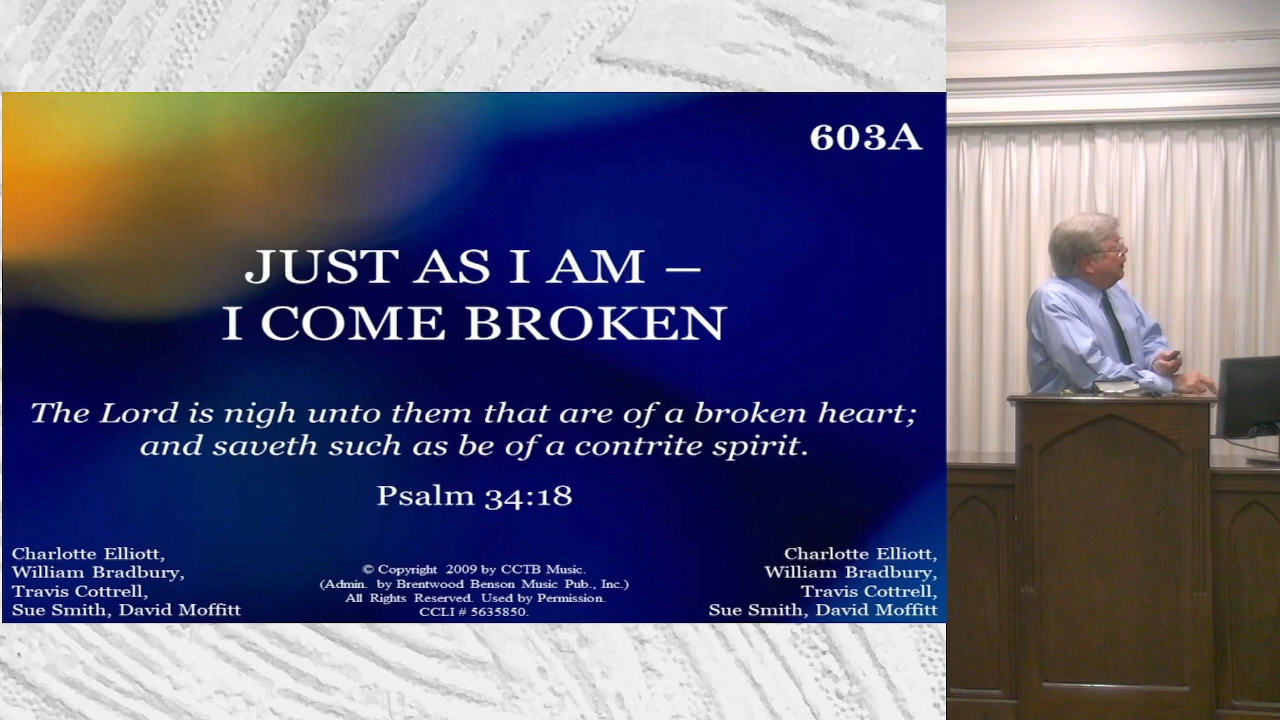 603A
JUST AS I AM –
I COME BROKEN
The Lord is nigh unto them that are of a broken heart;
and saveth such as be of a contrite spirit.
Psalm 34:18
Charlotte Elliott,
William Bradbury,
Travis Cottrell,
Sue Smith, David Moffitt
© Copyright 2009 by CCTB Music.
(Admin. by Brentwood Benson Music Pub., Inc.)
All Rights Reserved. Used by Permission.
CCLI # 5635850.
Charlotte Elliott,
William Bradbury,
Travis Cottrell,
Sue Smith, David Moffitt